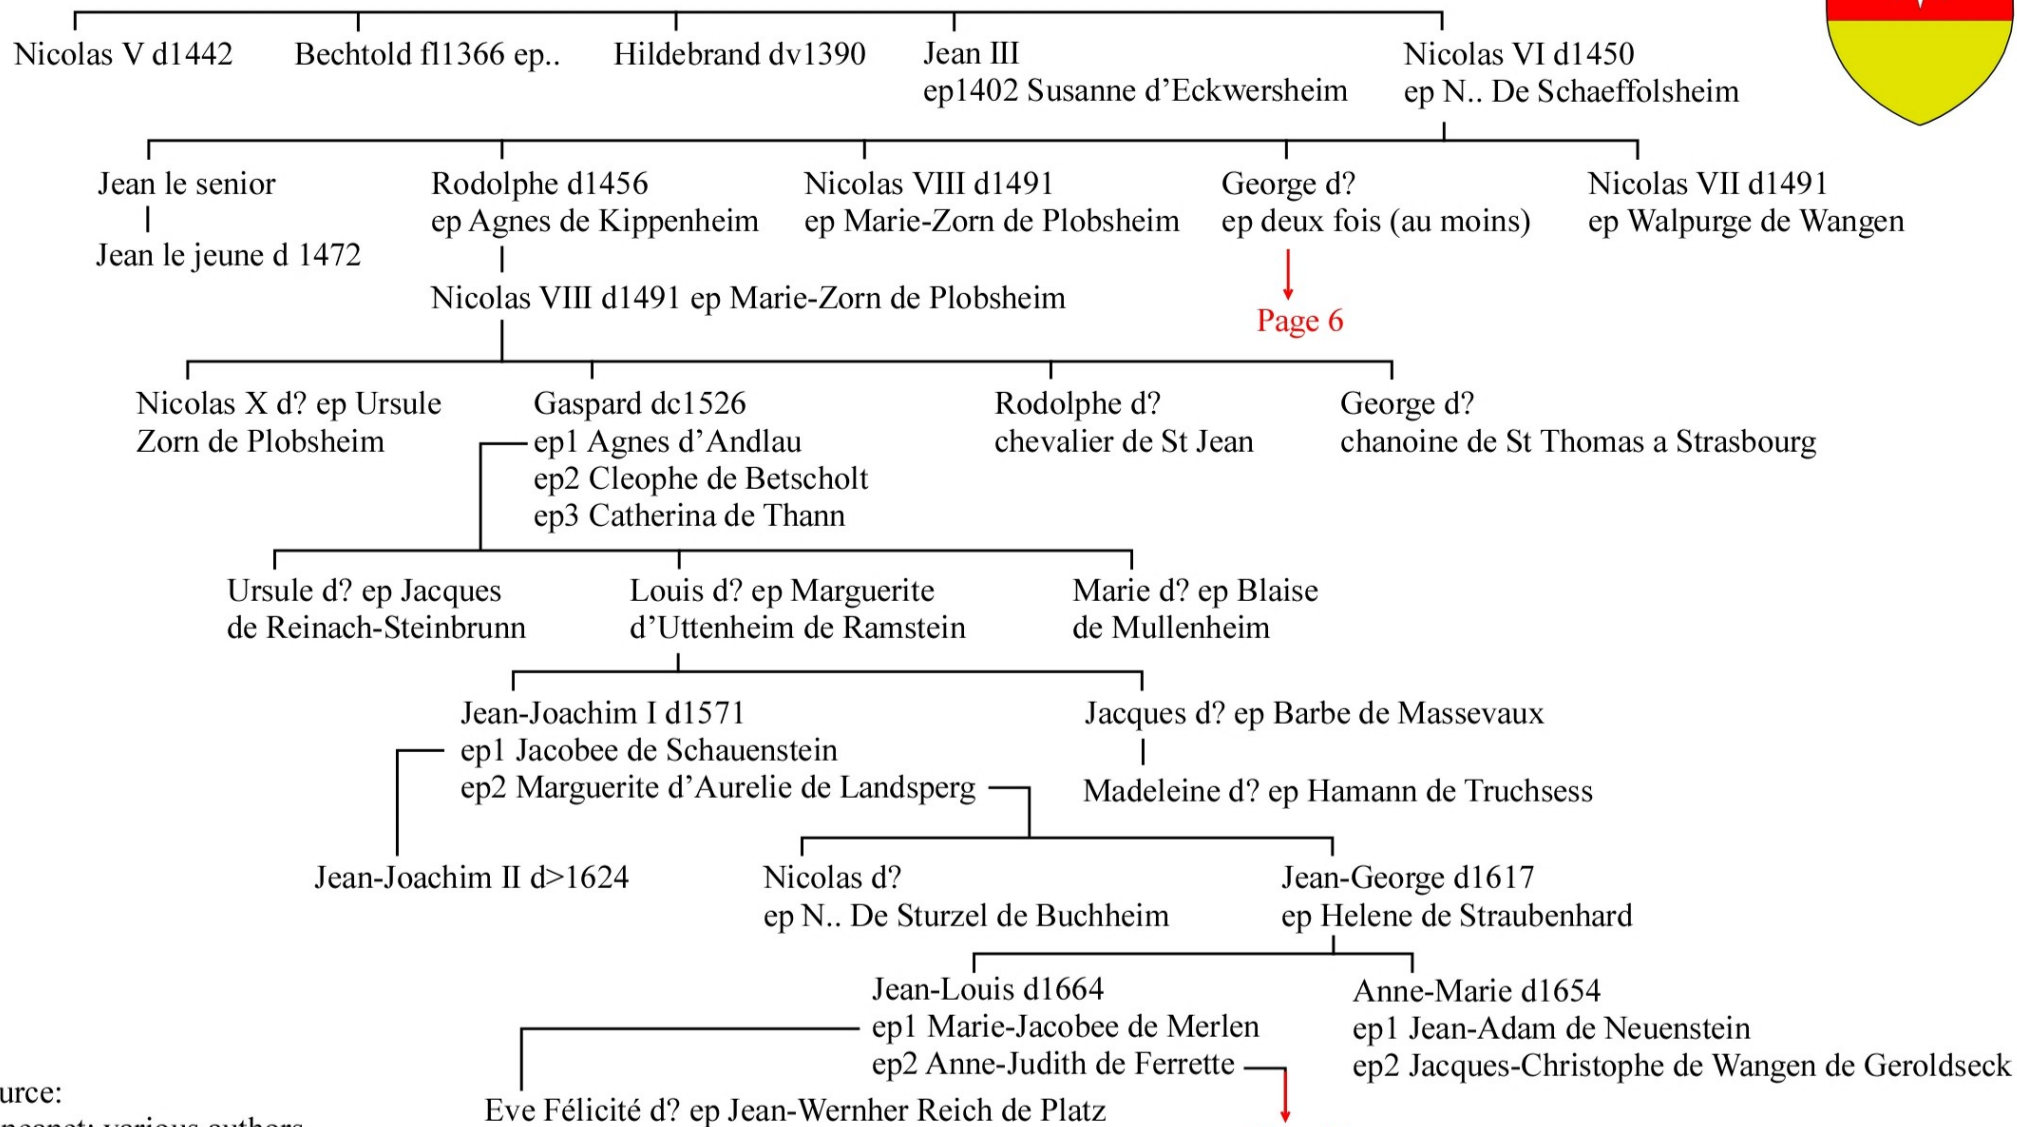 Nicolas V d1442
Bechtold fl1366 ep..
Hildebrand dv1390
Jean III
ep1402 Susanne d’Eckwersheim
Nicolas VI d1450
ep N.. De Schaeffolsheim
Jean le senior
Jean le jeune d 1472
Rodolphe d1456
ep Agnes de Kippenheim
Nicolas VIII d1491
ep Marie-Zorn de Plobsheim
George d?
ep deux fois (au moins)
Page 6
Nicolas VII d1491
ep Walpurge de Wangen
Nicolas VIII d1491 ep Marie-Zorn de Plobsheim
Nicolas X d? ep Ursule
Zorn de Plobsheim
Gaspard dc1526
ep1 Agnes d’Andlau
ep2 Cleophe de Betscholt
ep3 Catherina de Thann
Rodolphe d?
chevalier de St Jean
George d?
chanoine de St Thomas a Strasbourg
Ursule d? ep Jacques
de Reinach-Steinbrunn
Louis d? ep Marguerite
d’Uttenheim de Ramstein
Marie d? ep Blaise
de Mullenheim
Jean-Joachim I d1571
ep1 Jacobee de Schauenstein
ep2 Marguerite d’Aurelie de Landsperg
Jacques d? ep Barbe de Massevaux
Madeleine d? ep Hamann de Truchsess
Jean-Joachim II d>1624
Nicolas d?
ep N.. De Sturzel de Buchheim
Jean-George d1617
ep Helene de Straubenhard
Jean-Louis d1664
ep1 Marie-Jacobee de Merlen
ep2 Anne-Judith de Ferrette
Anne-Marie d1654
ep1 Jean-Adam de Neuenstein
ep2 Jacques-Christophe de Wangen de Geroldseck
Eve Félicité d? ep Jean-Wernher Reich de Platz
urce:
various authors